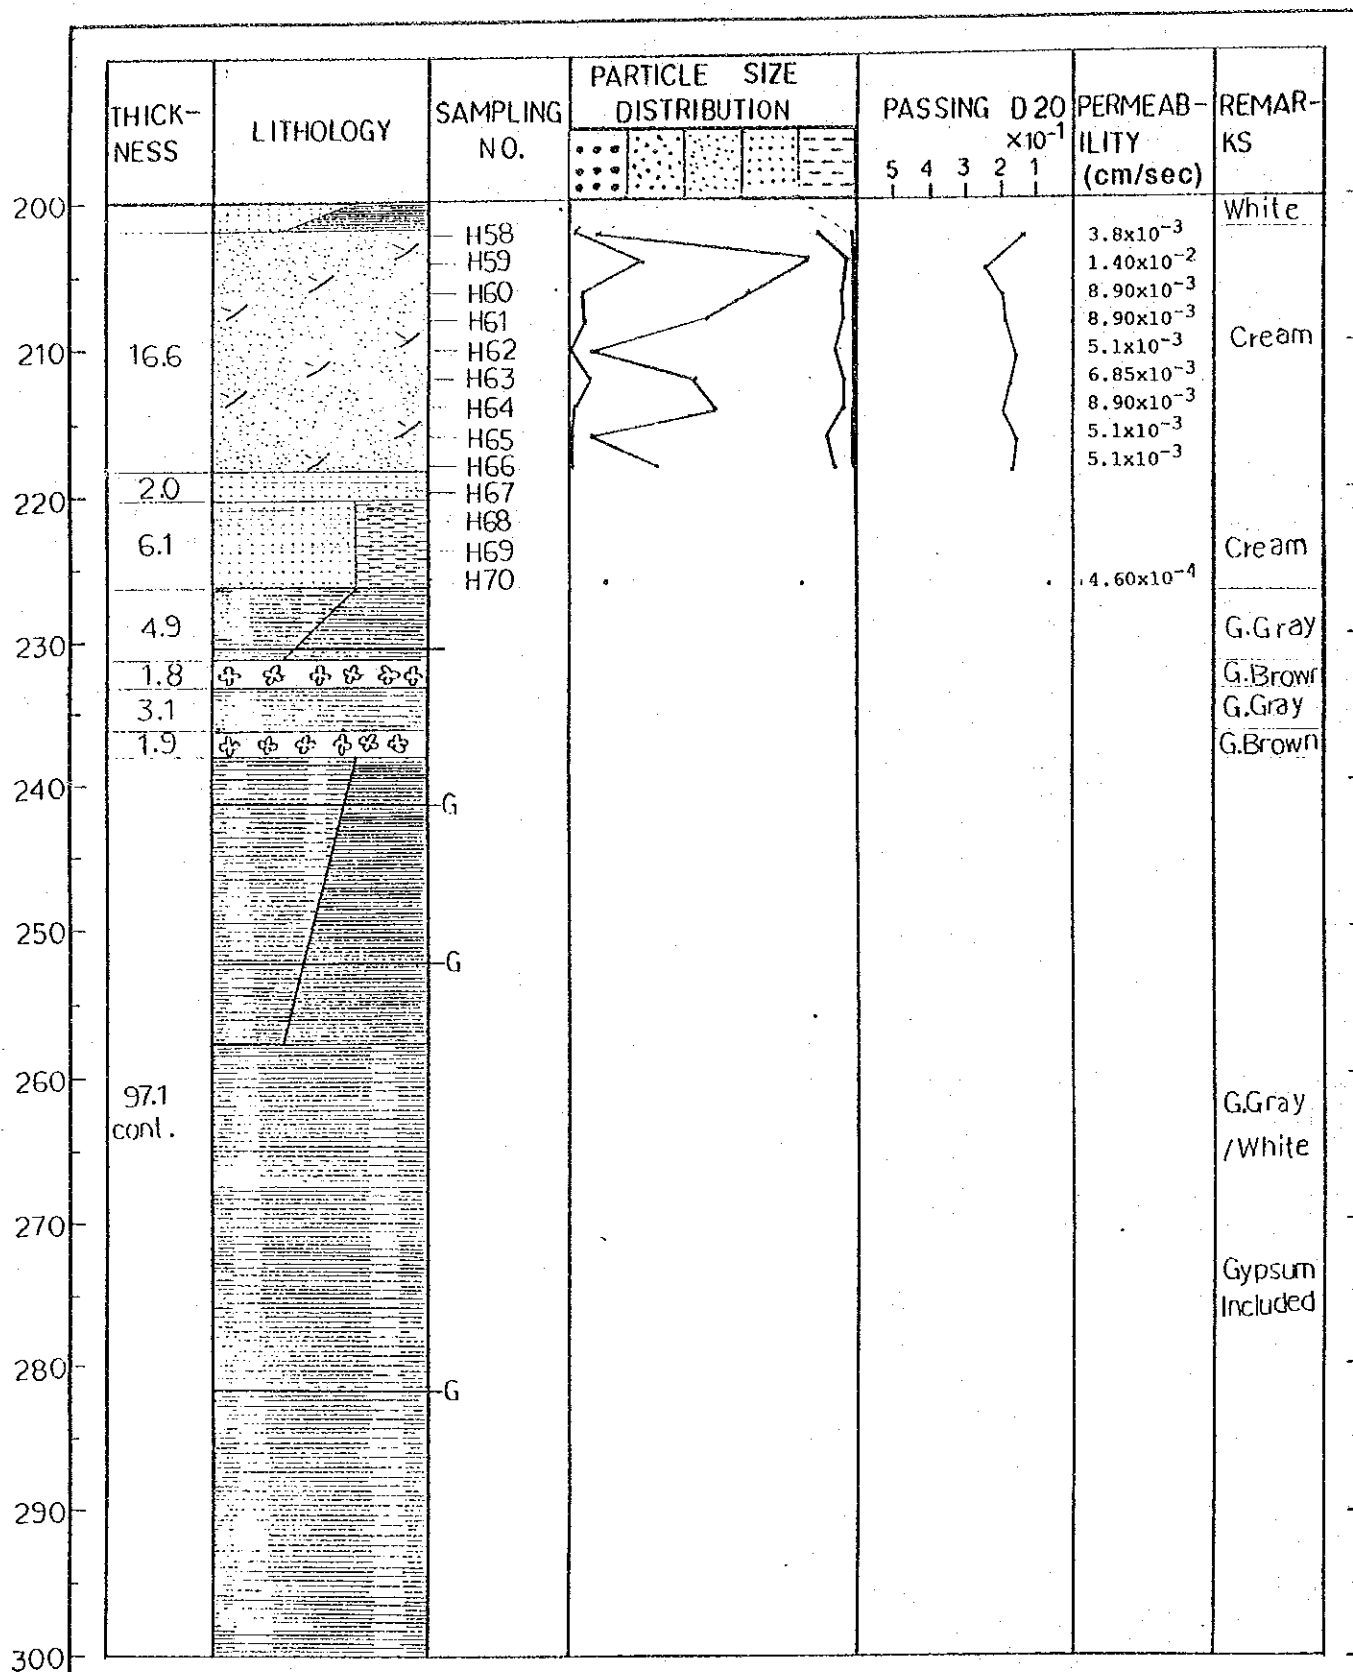 THICK-
NESS
LITHOLOGY
SAMPLING
NO.
PARTICLE SIZE
DISTRIBUTION
PASSING D 20
×10⁻¹
5 4 3 2 1
PERMEAB-
ILITY
(cm/sec)
REMAR-
KS
200
White
H58 3.8x10⁻³
H59 1.40x10⁻²
H60 8.90x10⁻³
H61 8.90x10⁻³
210 16.6 H62 5.1x10⁻³ Cream
H63 6.85x10⁻³
H64 8.90x10⁻³
H65 5.1x10⁻³
H66 5.1x10⁻³
2.0 H67
220
H68
6.1 H69 Cream
H70 4.60x10⁻⁴
4.9 G.Gray
230
1.8 G.Brown
3.1 G.Gray
1.9 G.Brown
240 G
250
G
260
97.1
cont.
G.Gray
/White
270
Gypsum
Included
280
G
290
300